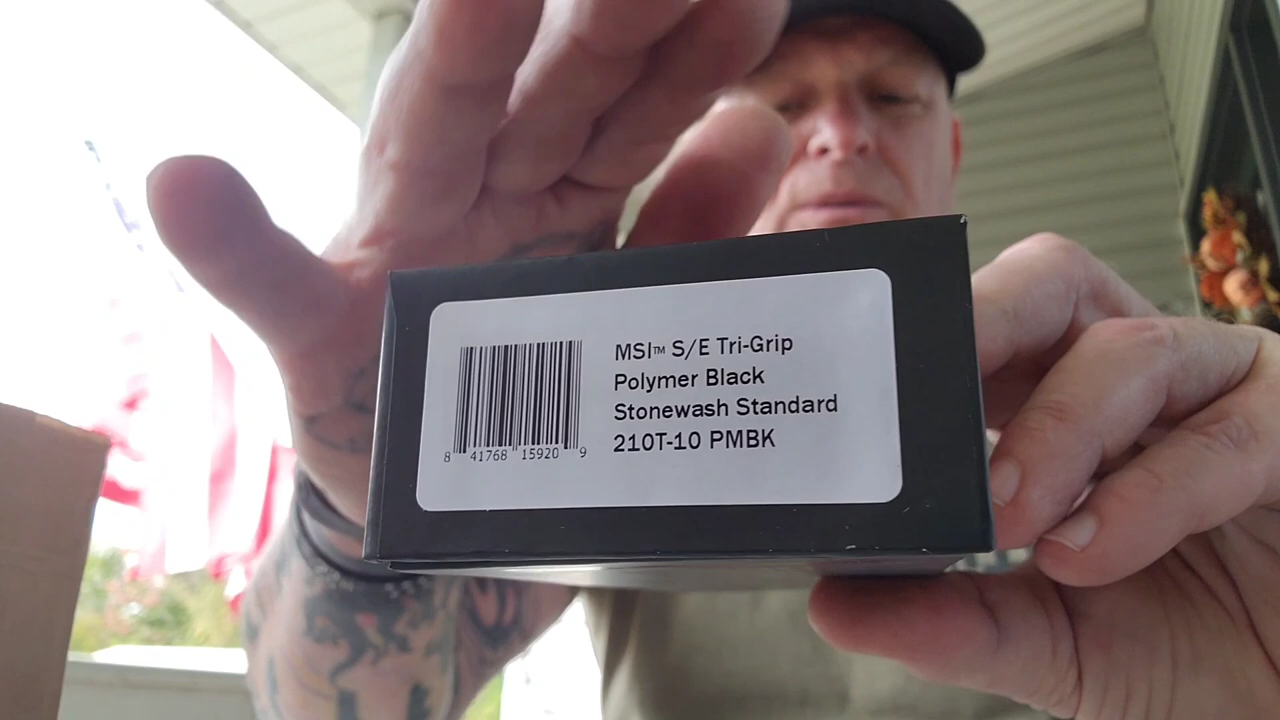 MSI™ S/E Tri-Grip
Polymer Black
Stonewash Standard
210T-10 PMBK
8 41768 15920 9